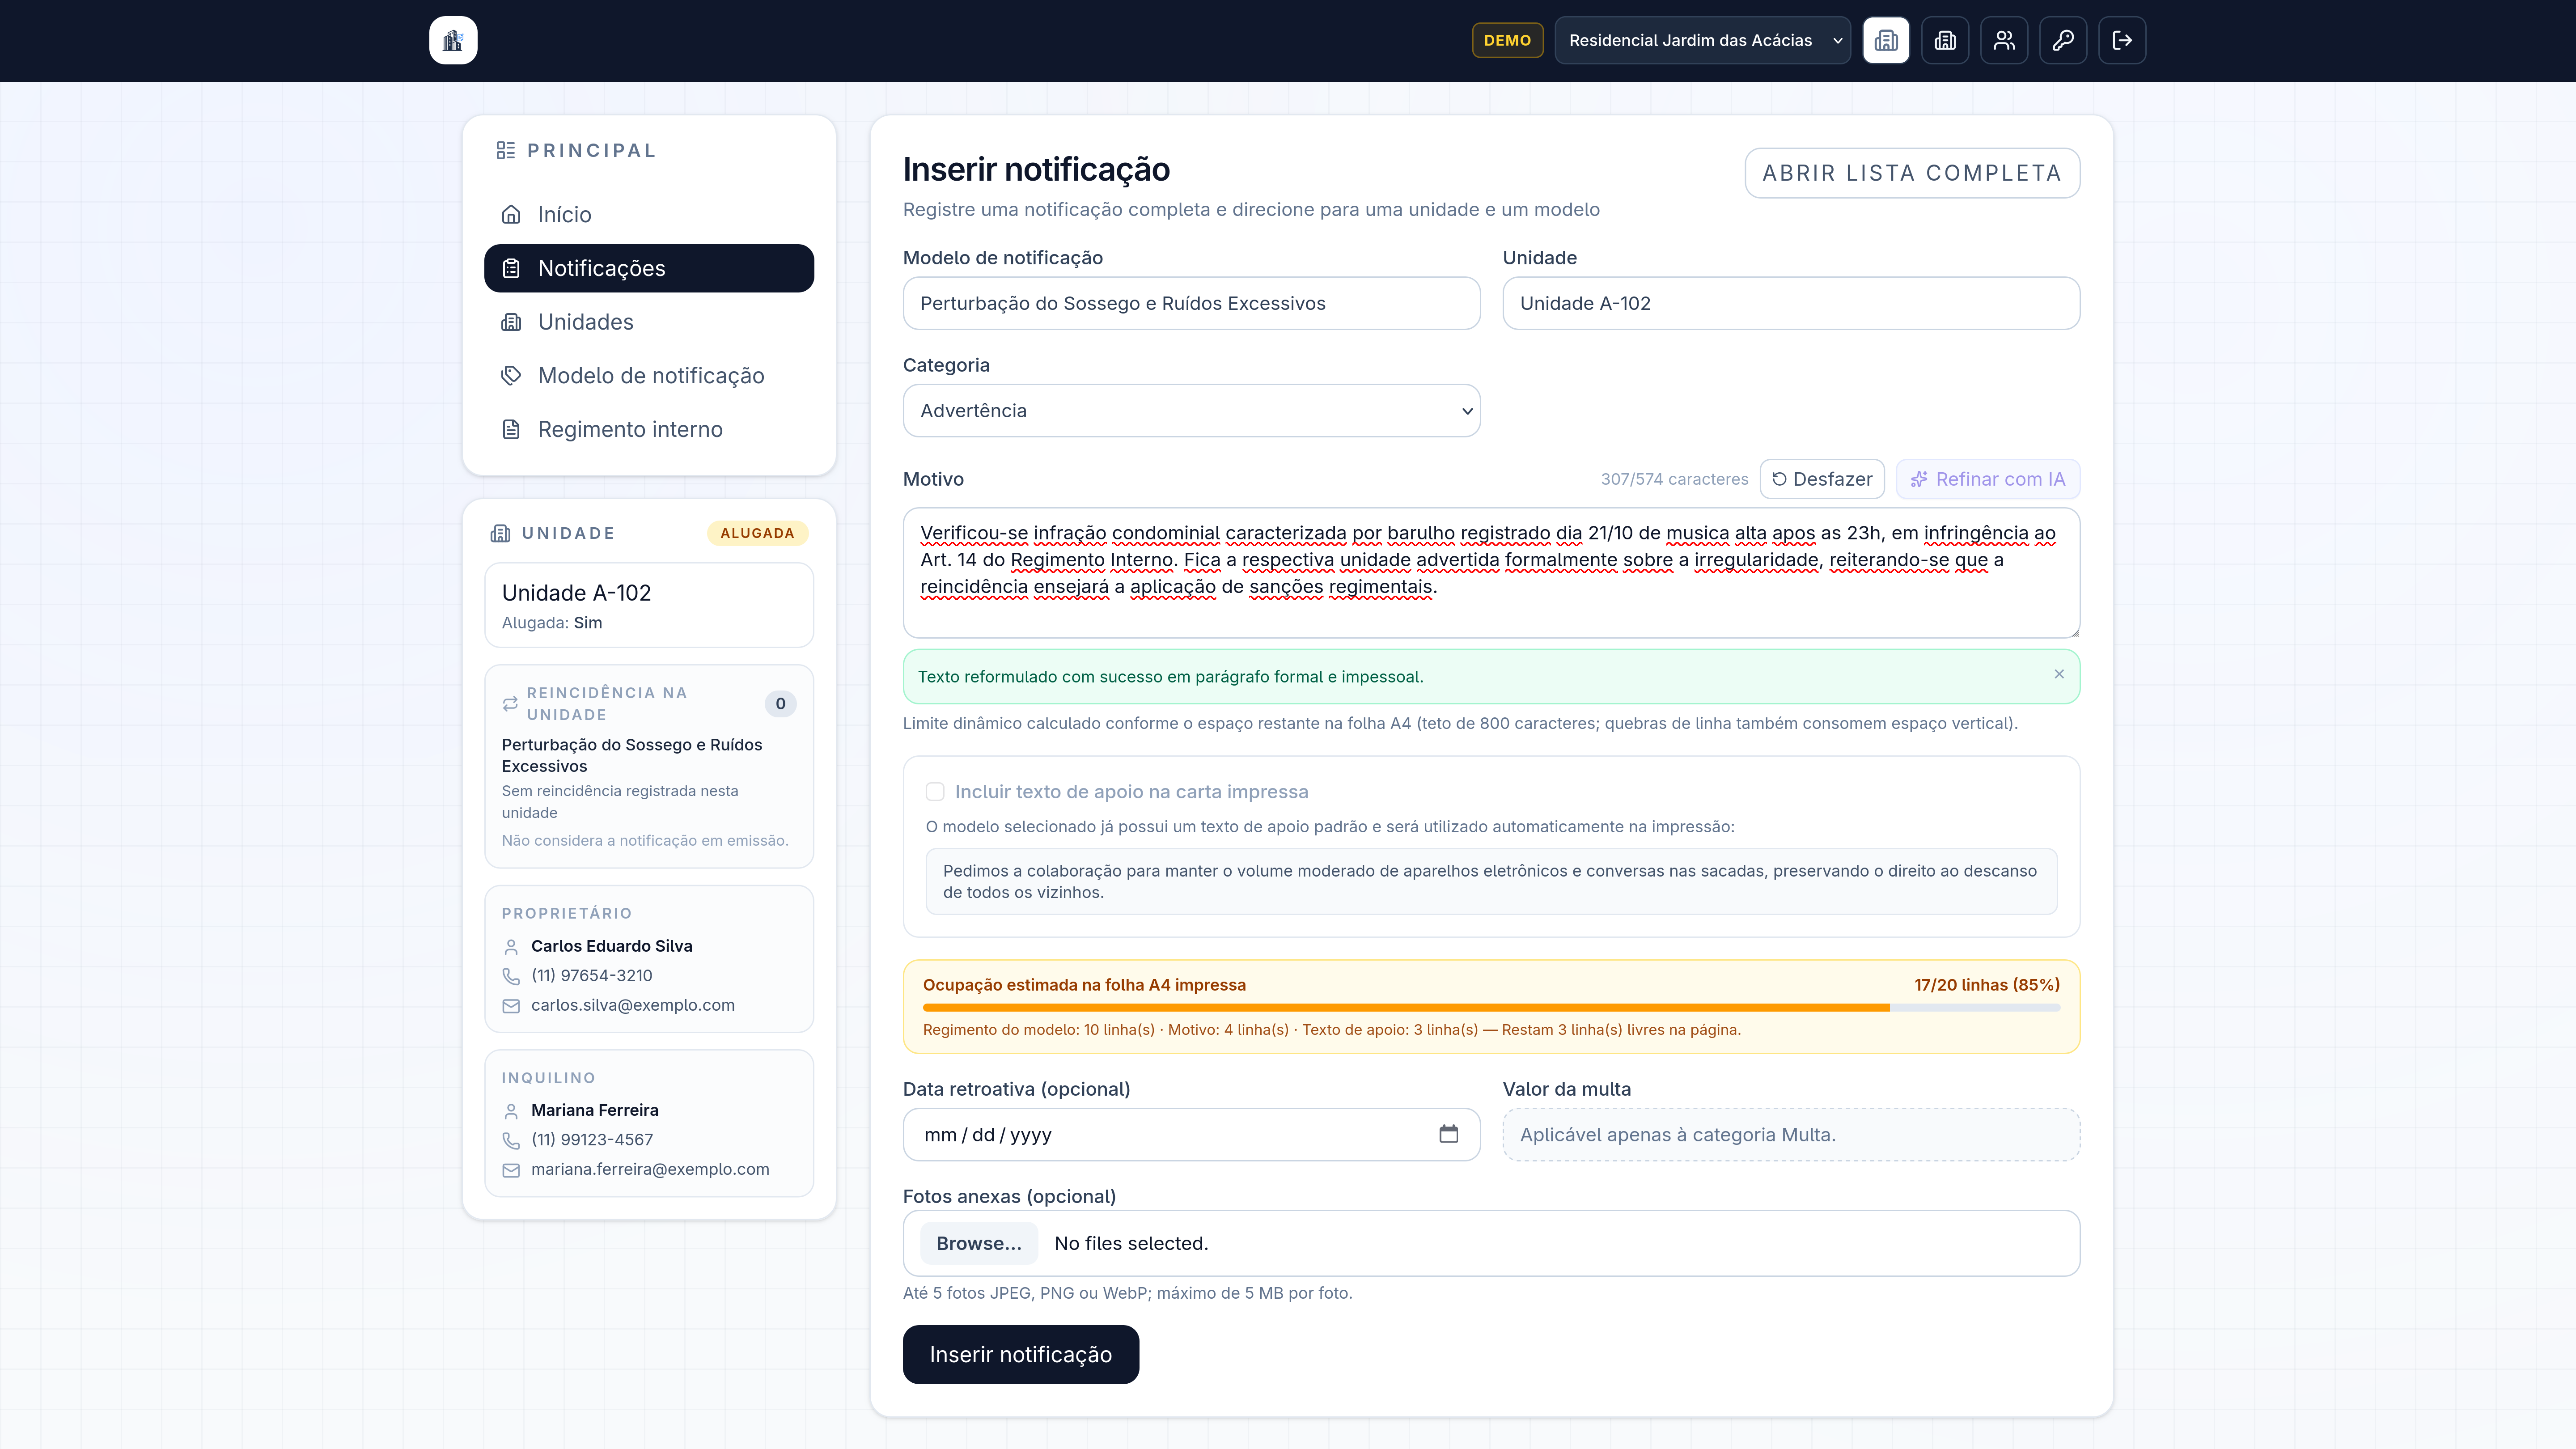 DEMO
Residencial Jardim das Acácias
PRINCIPAL
Início
Notificações
Unidades
Modelo de notificação
Regimento interno
UNIDADE
ALUGADA
Unidade A-102
Alugada: Sim
REINCIDÊNCIA NA
UNIDADE
0
Perturbação do Sossego e Ruídos
Excessivos
Sem reincidência registrada nesta
unidade
Não considera a notificação em emissão.
PROPRIETÁRIO
Carlos Eduardo Silva
(11) 97654-3210
carlos.silva@exemplo.com
INQUILINO
Mariana Ferreira
(11) 99123-4567
mariana.ferreira@exemplo.com
Inserir notificação
ABRIR LISTA COMPLETA
Registre uma notificação completa e direcione para uma unidade e um modelo
Modelo de notificação
Unidade
Perturbação do Sossego e Ruídos Excessivos
Unidade A-102
Categoria
Advertência
Motivo
307/574 caracteres
Desfazer
Refinar com IA
Verificou-se infração condominial caracterizada por barulho registrado dia 21/10 de musica alta apos as 23h, em infringência ao
Art. 14 do Regimento Interno. Fica a respectiva unidade advertida formalmente sobre a irregularidade, reiterando-se que a
reincidência ensejará a aplicação de sanções regimentais.
Texto reformulado com sucesso em parágrafo formal e impessoal.
Limite dinâmico calculado conforme o espaço restante na folha A4 (teto de 800 caracteres; quebras de linha também consomem espaço vertical).
Incluir texto de apoio na carta impressa
O modelo selecionado já possui um texto de apoio padrão e será utilizado automaticamente na impressão:
Pedimos a colaboração para manter o volume moderado de aparelhos eletrônicos e conversas nas sacadas, preservando o direito ao descanso
de todos os vizinhos.
Ocupação estimada na folha A4 impressa
17/20 linhas (85%)
Regimento do modelo: 10 linha(s) · Motivo: 4 linha(s) · Texto de apoio: 3 linha(s) — Restam 3 linha(s) livres na página.
Data retroativa (opcional)
Valor da multa
mm / dd / yyyy
Aplicável apenas à categoria Multa.
Fotos anexas (opcional)
Browse...
No files selected.
Até 5 fotos JPEG, PNG ou WebP; máximo de 5 MB por foto.
Inserir notificação